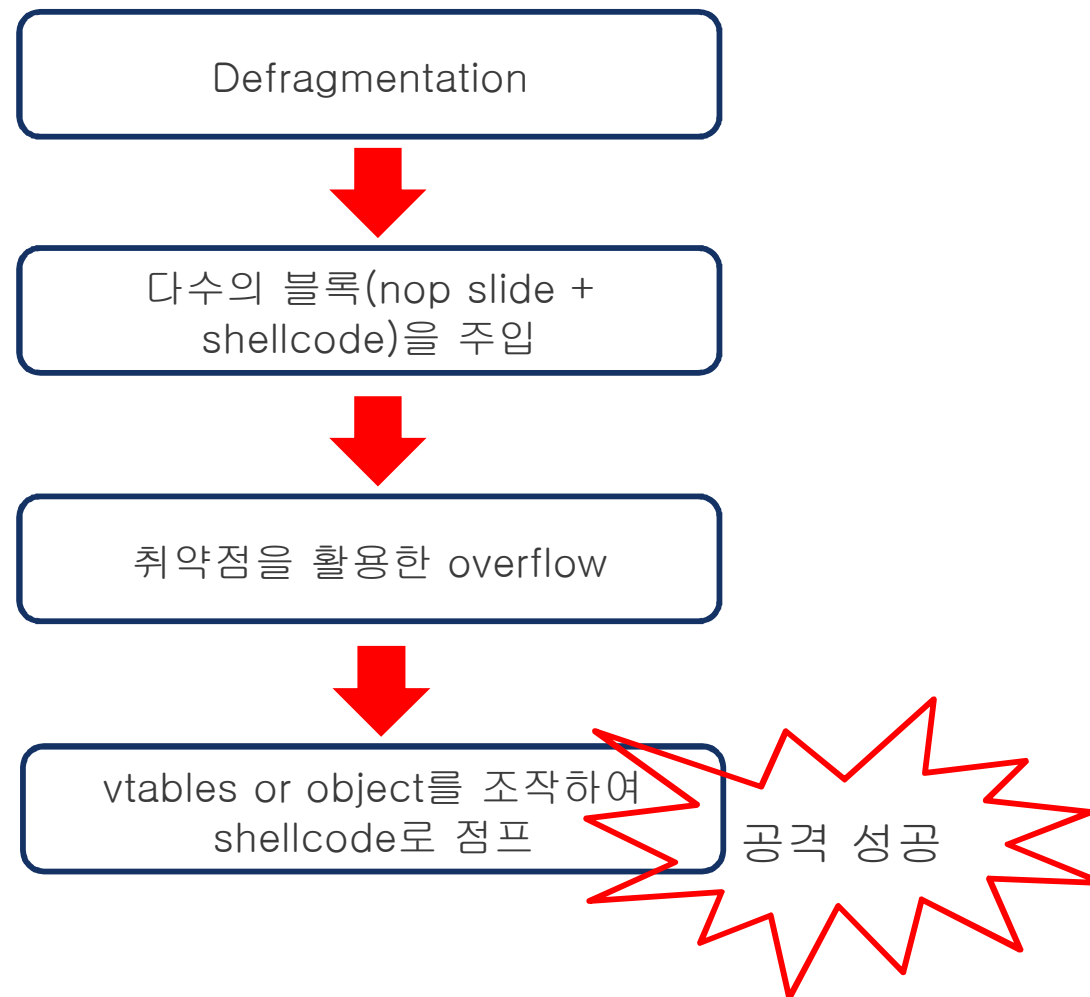 Defragmentation
다수의 블록(nop slide +
shellcode)을 주입
취약점을 활용한 overflow
vtables or object를 조작하여
shellcode로 점프
공격 성공